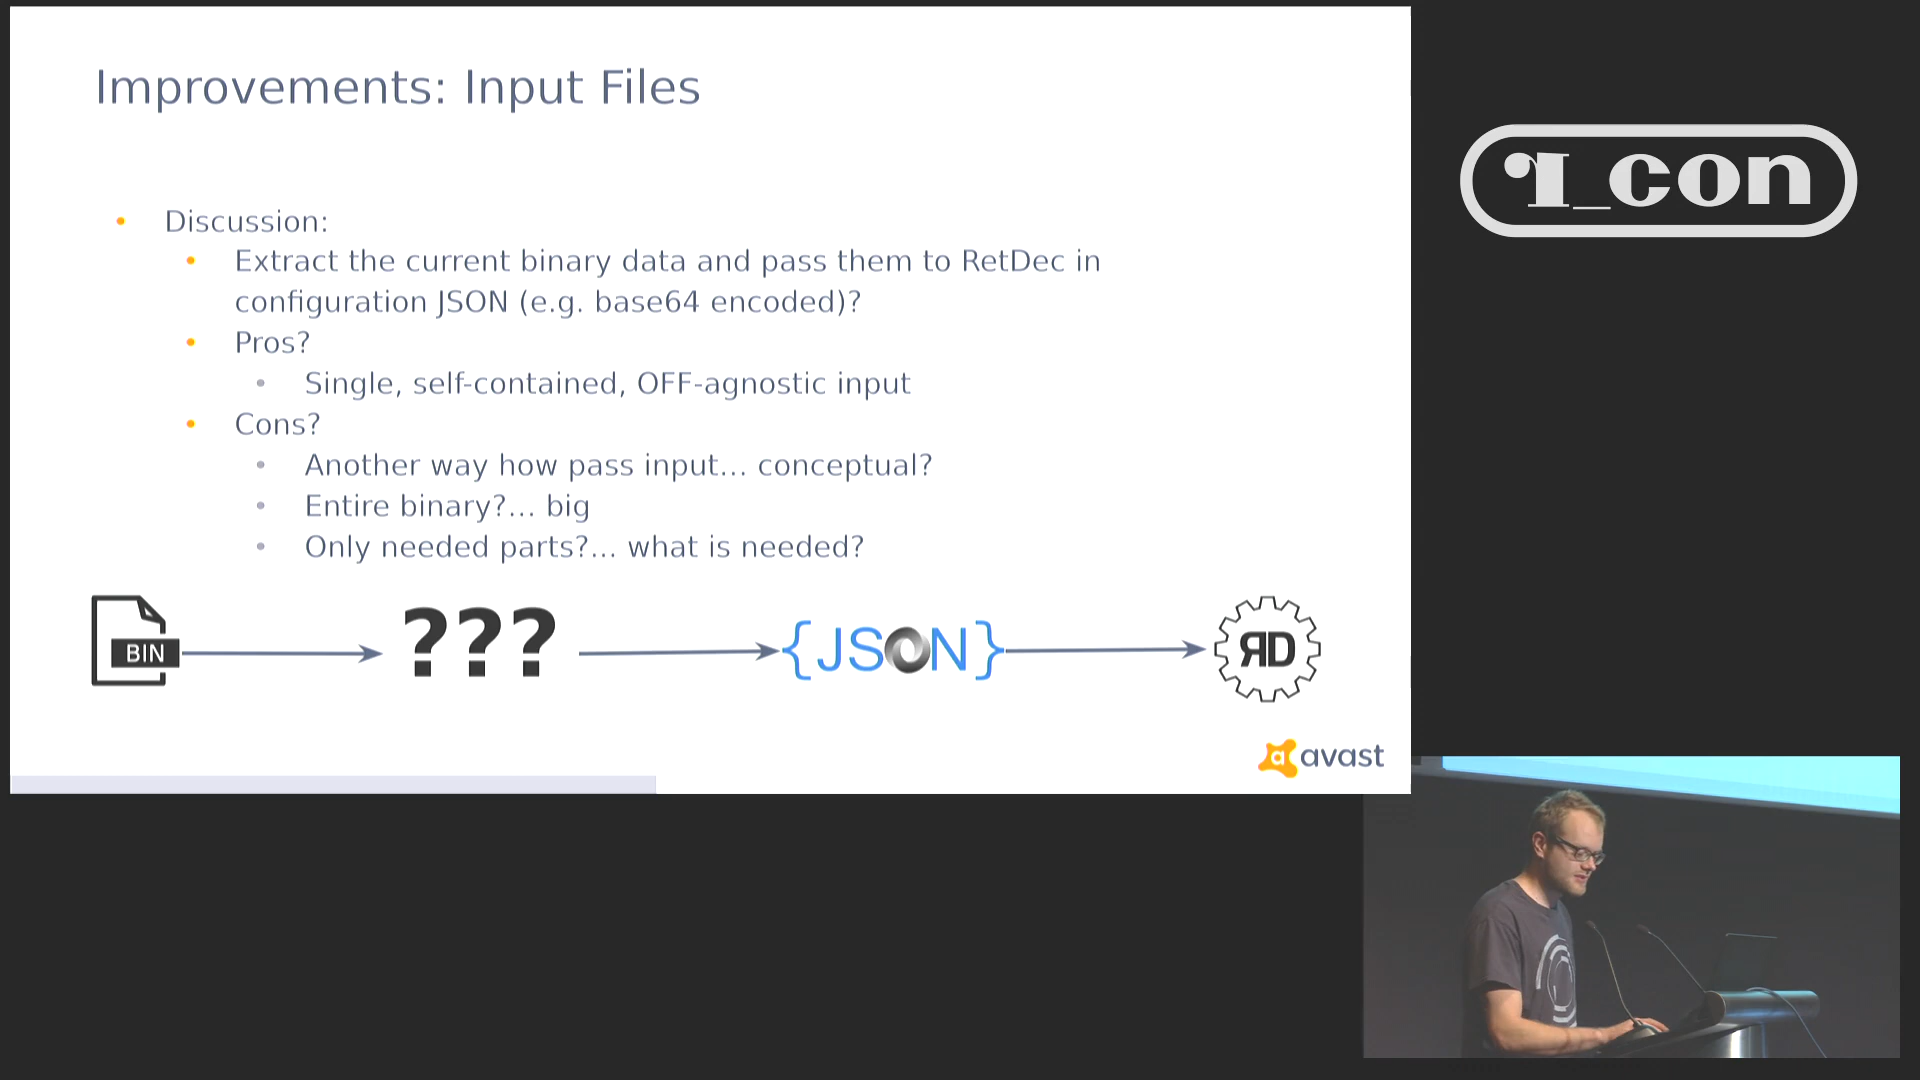 Improvements: Input Files
r_con
Discussion:
Extract the current binary data and pass them to RetDec in
configuration JSON (e.g. base64 encoded)?
Pros?
Single, self-contained, OFF-agnostic input
Cons?
Another way how pass input... conceptual?
Entire binary?... big
Only needed parts?... what is needed?
BIN
???
{JSON}
ЯD
avast